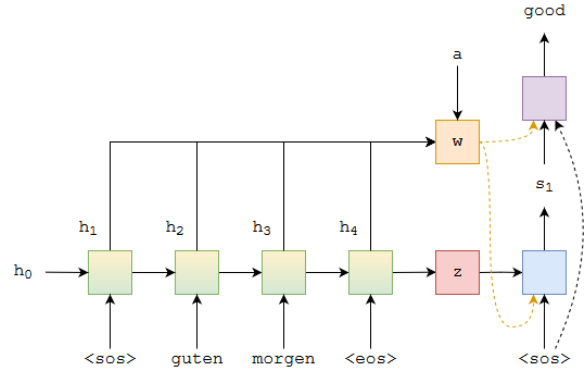 good
a
w
s₁
h₁ h₂ h₃ h₄
h₀ z
<sos> guten morgen <eos> <sos>